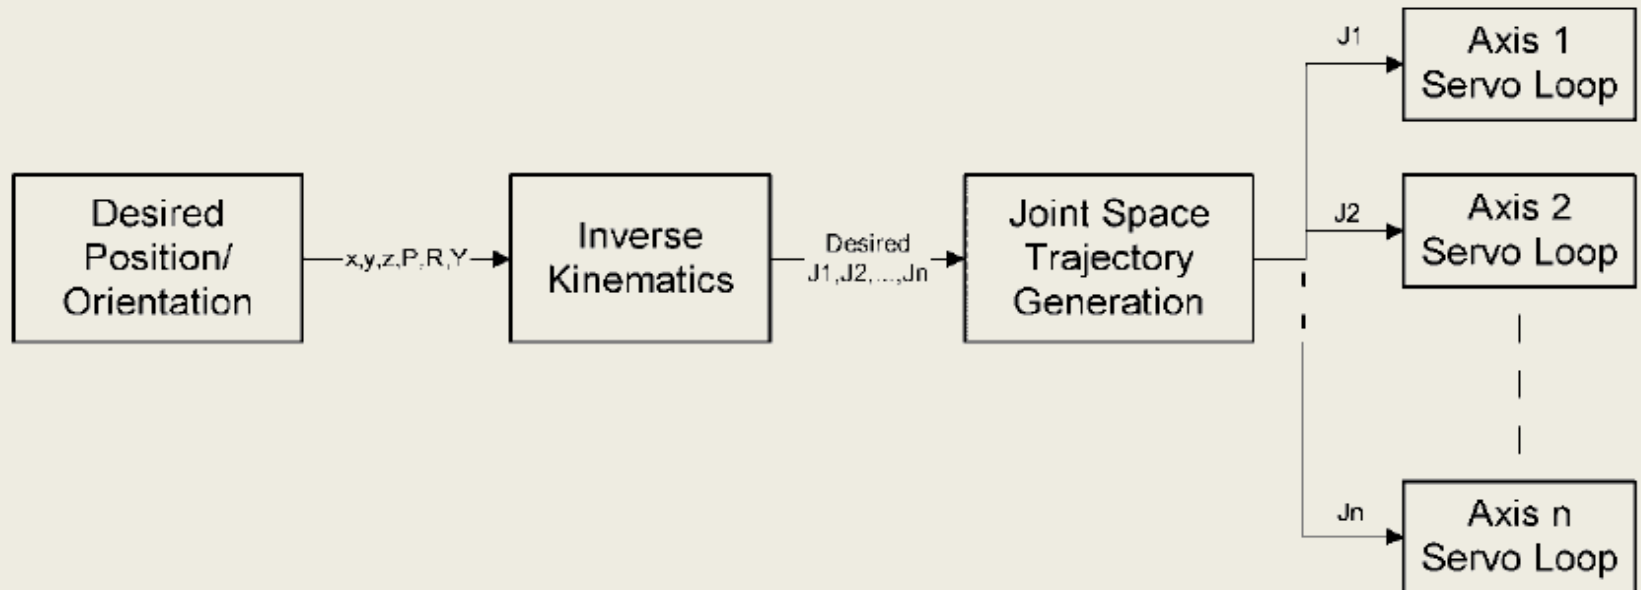 Desired
Position/
Orientation
x,y,z,P,R,Y
Inverse
Kinematics
Desired
J1,J2,...,Jn
Joint Space
Trajectory
Generation
J1
Axis 1
Servo Loop
J2
Axis 2
Servo Loop
Jn
Axis n
Servo Loop